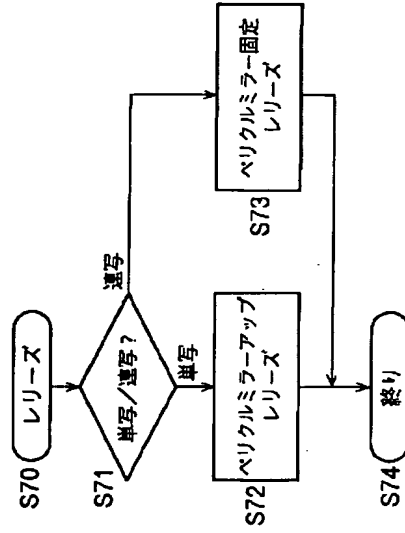 S70
レリーズ
S71
単写／連写？
連写
単写
S72
ペリクルミラーアップ
レリーズ
S73
ペリクルミラー固定
レリーズ
S74
終り